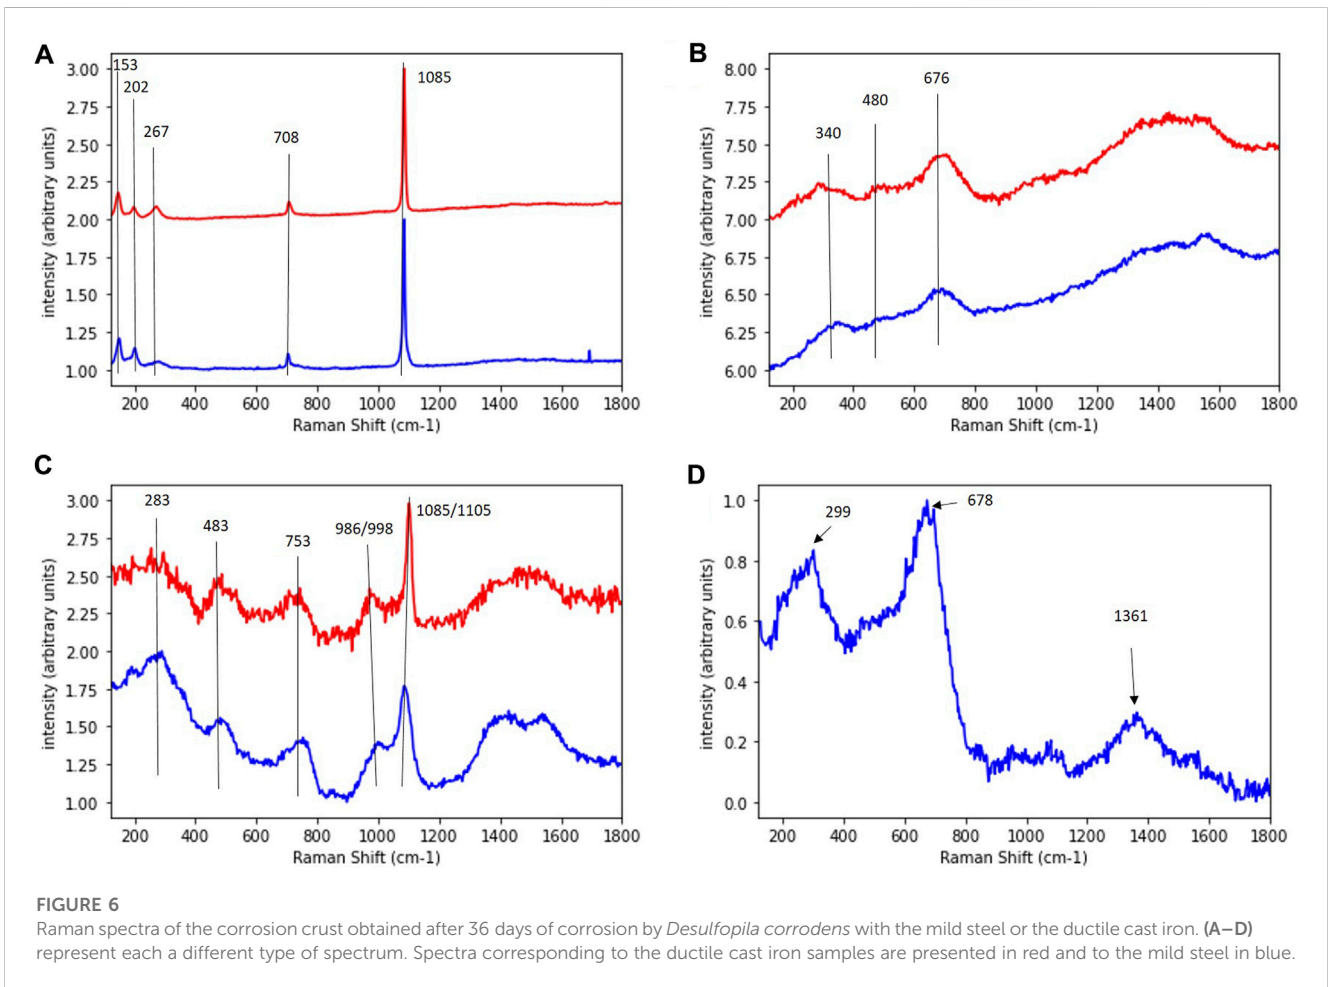 A
3.00
2.75
2.50
2.25
2.00
1.75
1.50
1.25
1.00
intensity (arbitrary units)
153
202
267
708
1085
200 400 600 800 1000 1200 1400 1600 1800
Raman Shift (cm-1)
B
8.00
7.75
7.50
7.25
7.00
6.75
6.50
6.25
6.00
intensity (arbitrary units)
340
480
676
200 400 600 800 1000 1200 1400 1600 1800
Raman Shift (cm-1)
C
3.00
2.75
2.50
2.25
2.00
1.75
1.50
1.25
1.00
intensity (arbitrary units)
283
483
753
986/998
1085/1105
200 400 600 800 1000 1200 1400 1600 1800
Raman Shift (cm-1)
D
1.0
0.8
0.6
0.4
0.2
0.0
intensity (arbitrary units)
299
678
1361
200 400 600 800 1000 1200 1400 1600 1800
Raman Shift (cm-1)
FIGURE 6
Raman spectra of the corrosion crust obtained after 36 days of corrosion by Desulfopila corrodens with the mild steel or the ductile cast iron. (A–D)
represent each a different type of spectrum. Spectra corresponding to the ductile cast iron samples are presented in red and to the mild steel in blue.